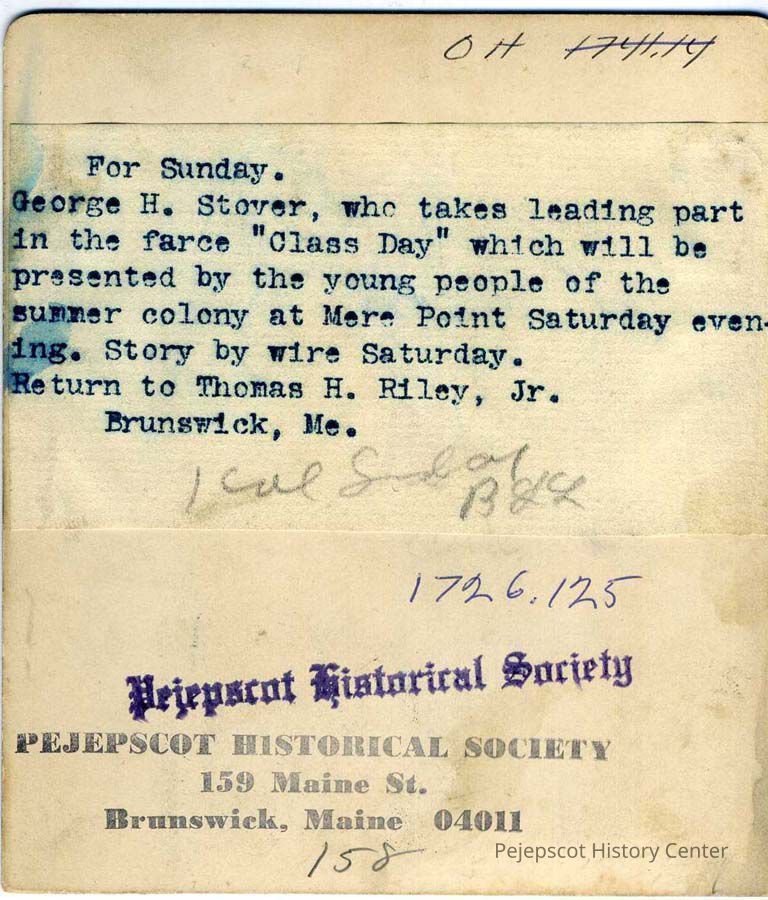 OH 1741.14
For Sunday.
George H. Stover, who takes leading part
in the farce "Class Day" which will be
presented by the young people of the
summer colony at Mere Point Saturday even-
ing. Story by wire Saturday.
Return to Thomas H. Riley, Jr.
Brunswick, Me.
1 col
1726.125
Pejepscot Historical Society
PEJEPSCOT HISTORICAL SOCIETY
159 Maine St.
Brunswick, Maine 04011
158
Pejepscot History Center